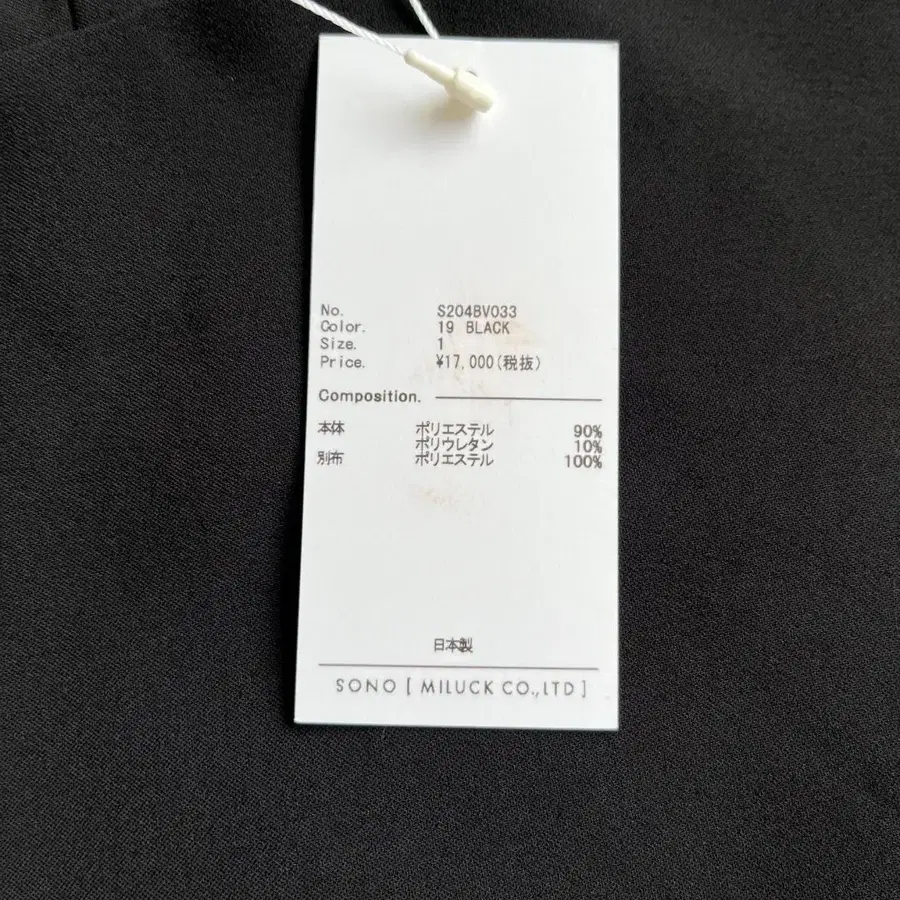 No. S204BV033
Color. 19 BLACK
Size. 1
Price. ¥17,000(税抜)
Composition.
本体 ポリエステル 90%
ポリウレタン 10%
別布 ポリエステル 100%
日本製
SONO [ MILUCK CO.,LTD ]